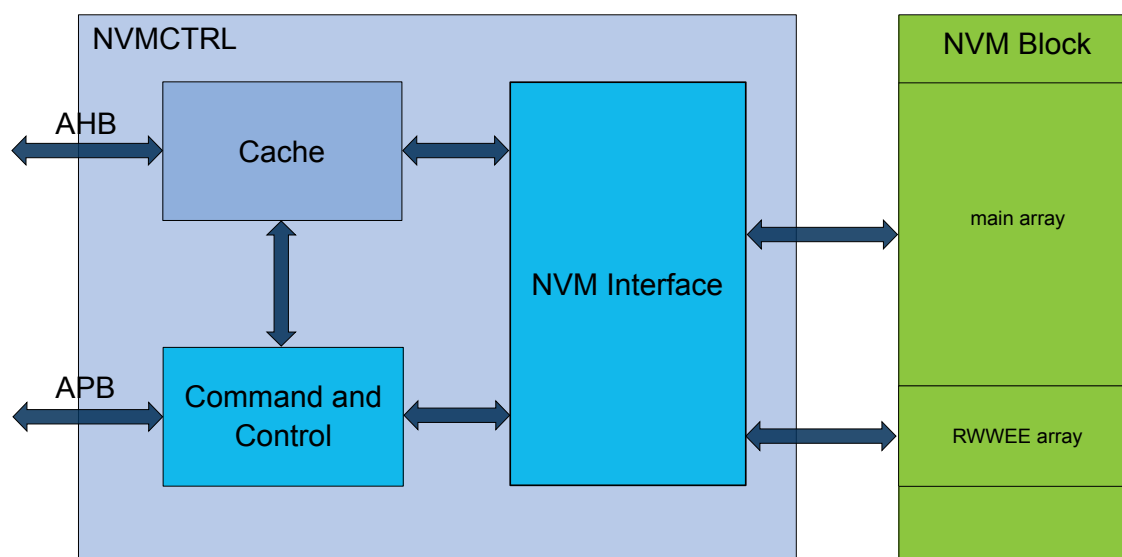 NVMCTRL
NVM Block
AHB
Cache
main array
NVM Interface
APB
Command and
Control
RWWEE array